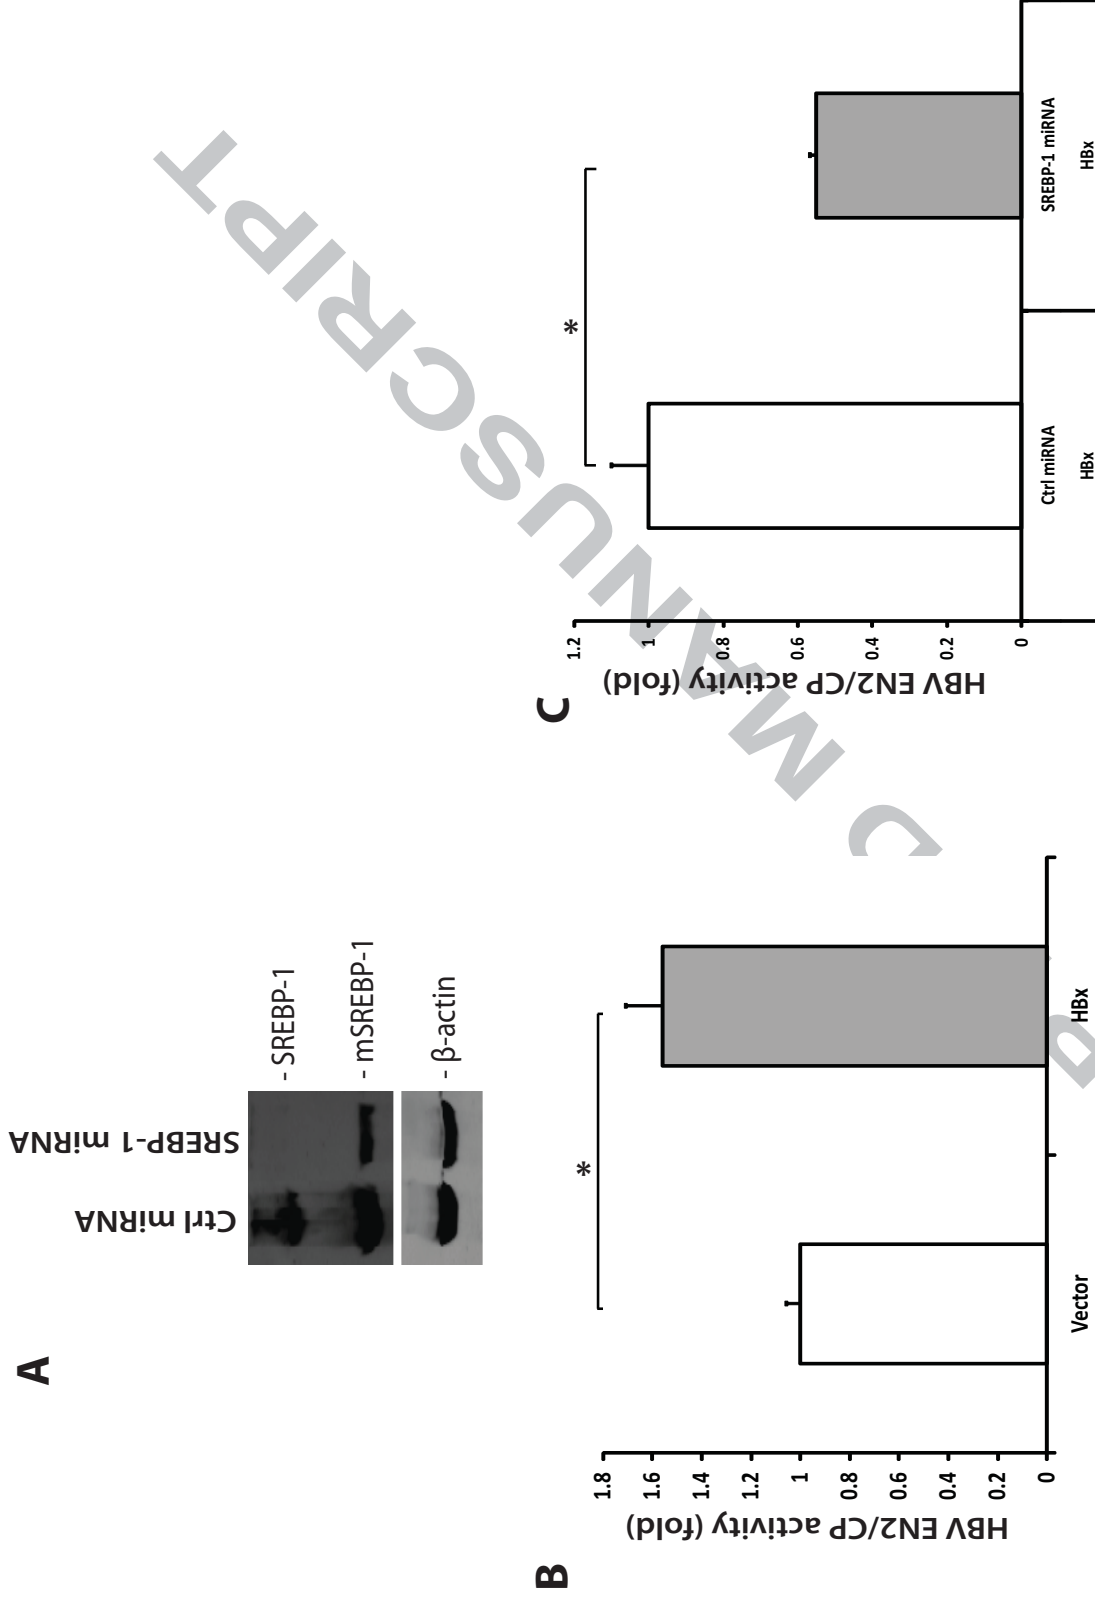 A
Ctrl miRNA
SREBP-1 miRNA
- SREBP-1
- mSREBP-1
- β-actin
B
HBV EN2/CP activity (fold)
1.8
1.6
1.4
1.2
1
0.8
0.6
0.4
0.2
0
*
Vector
HBx
C
HBV EN2/CP activity (fold)
1.2
1
0.8
0.6
0.4
0.2
0
*
Ctrl miRNA
SREBP-1 miRNA
HBx
HBx
D MANUSCRIPT